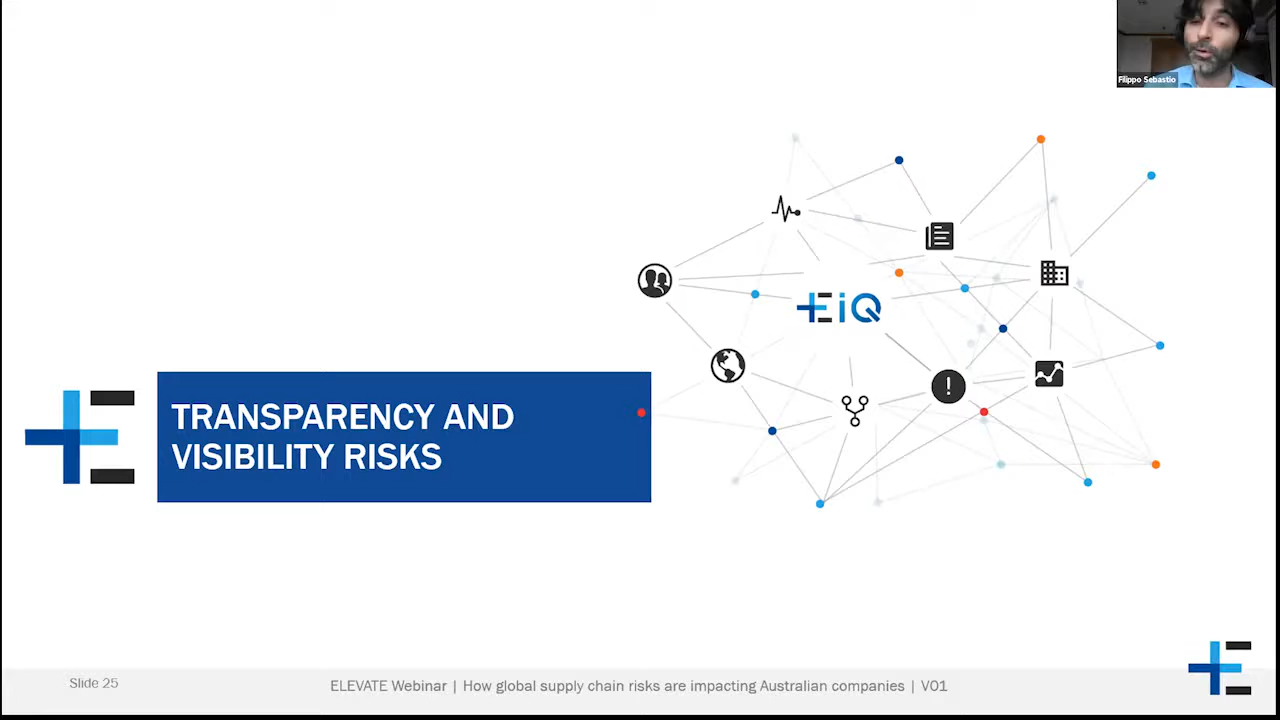 Filippo Sebastio
EiQ
TRANSPARENCY AND
VISIBILITY RISKS
Slide 25
ELEVATE Webinar | How global supply chain risks are impacting Australian companies | V01